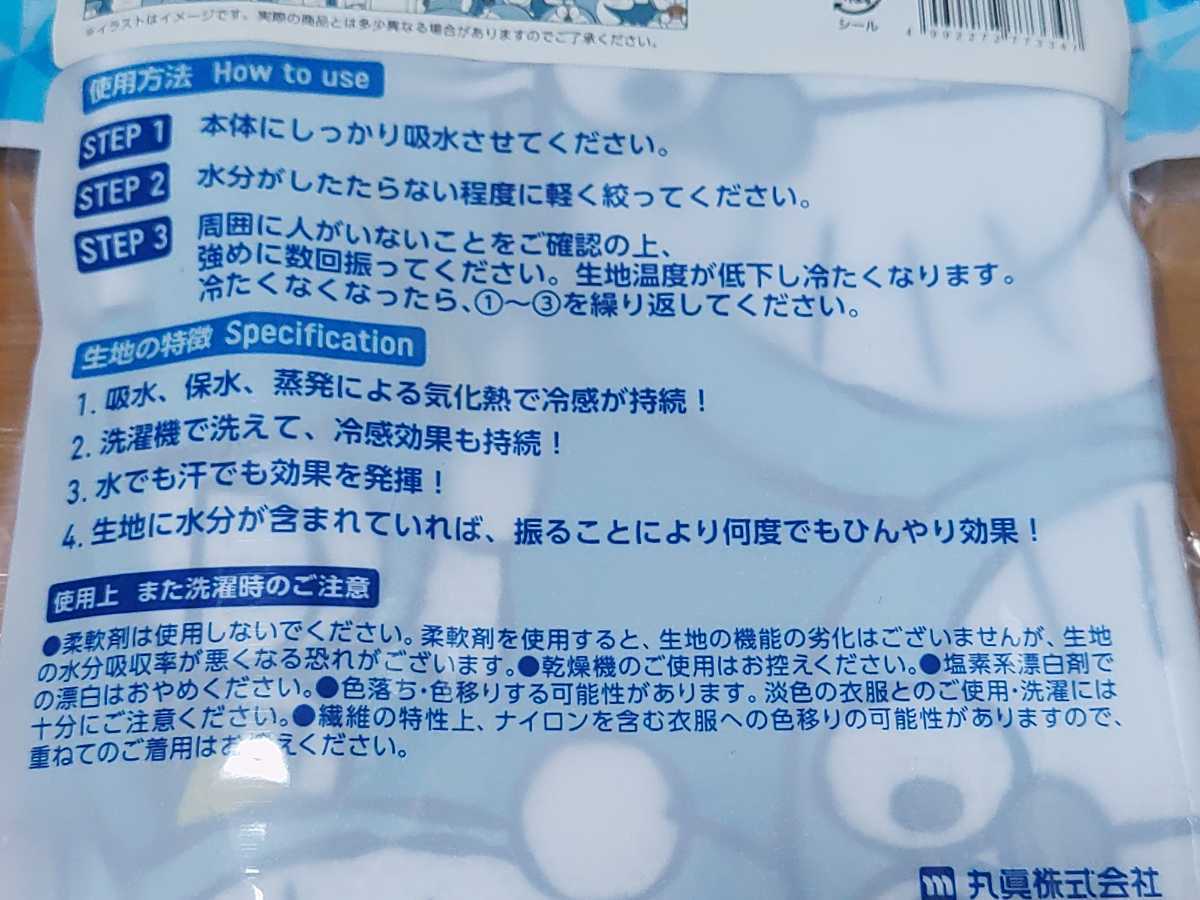 ※イラストはイメージです。実際の商品とは多少異なる場合がありますのでご了承ください。
シール
使用方法 How to use
STEP 1 本体にしっかり吸水させてください。
STEP 2 水分がしたたらない程度に軽く絞ってください。
STEP 3 周囲に人がいないことをご確認の上、
強めに数回振ってください。生地温度が低下し冷たくなります。
冷たくなくなったら、①〜③を繰り返してください。
生地の特徴 Specification
1. 吸水、保水、蒸発による気化熱で冷感が持続!
2. 洗濯機で洗えて、冷感効果も持続!
3. 水でも汗でも効果を発揮!
4. 生地に水分が含まれていれば、振ることにより何度でもひんやり効果!
使用上 また洗濯時のご注意
●柔軟剤は使用しないでください。柔軟剤を使用すると、生地の機能の劣化はございませんが、生地
の水分吸収率が悪くなる恐れがございます。●乾燥機のご使用はお控えください。●塩素系漂白剤で
の漂白はおやめください。●色落ち・色移りする可能性があります。淡色の衣服とのご使用・洗濯には
十分にご注意ください。●繊維の特性上、ナイロンを含む衣服への色移りの可能性がありますので、
重ねてのご着用はお控えください。
m 丸眞株式会社